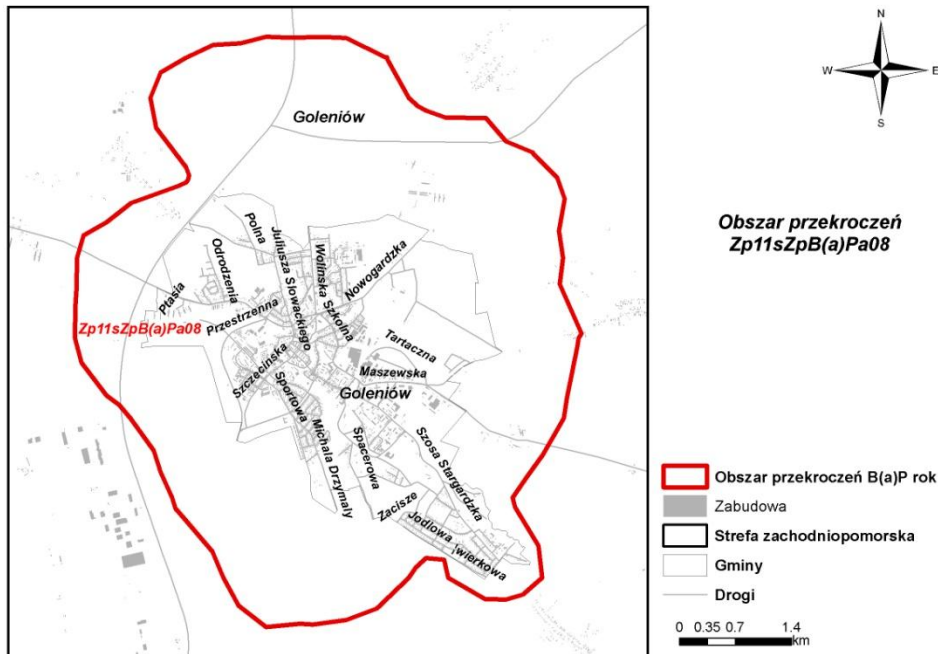 N
W
E
S
Goleniów
Obszar przekroczeń
Zp11sZpB(a)Pa08
Polna
Juliusza Słowackiego
Wolińska
Szkolna
Nowogardzka
Odrodzenia
Ptasia
Przestrzenna
Zp11sZpB(a)Pa08
Tartaczna
Maszewska
Szczecińska
Sportowa
Goleniów
Michała Drzymały
Spacerowa
Szosa Stargardzka
Zacisze
Jodłowa
wierkowa
Obszar przekroczeń B(a)P rok
Zabudowa
Strefa zachodniopomorska
Gminy
Drogi
0 0.35 0.7 1.4
km